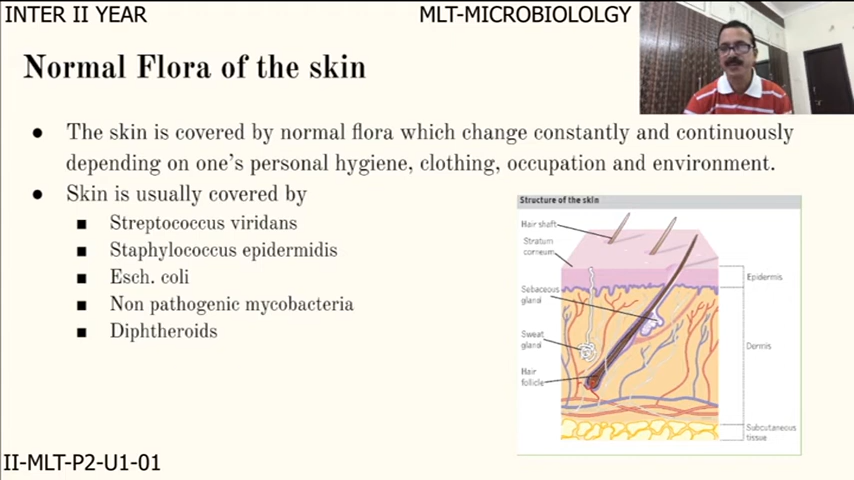 INTER II YEAR
MLT-MICROBIOLOLGY
Normal Flora of the skin
● The skin is covered by normal flora which change constantly and continuously
depending on one's personal hygiene, clothing, occupation and environment.
● Skin is usually covered by
■ Streptococcus viridans
■ Staphylococcus epidermidis
■ Esch. coli
■ Non pathogenic mycobacteria
■ Diphtheroids
Structure of the skin
Hair shaft
Stratum
corneum
Sebaceous
gland
Sweat
gland
Hair
follicle
Epidermis
Dermis
Subcutaneous
tissue
II-MLT-P2-U1-01